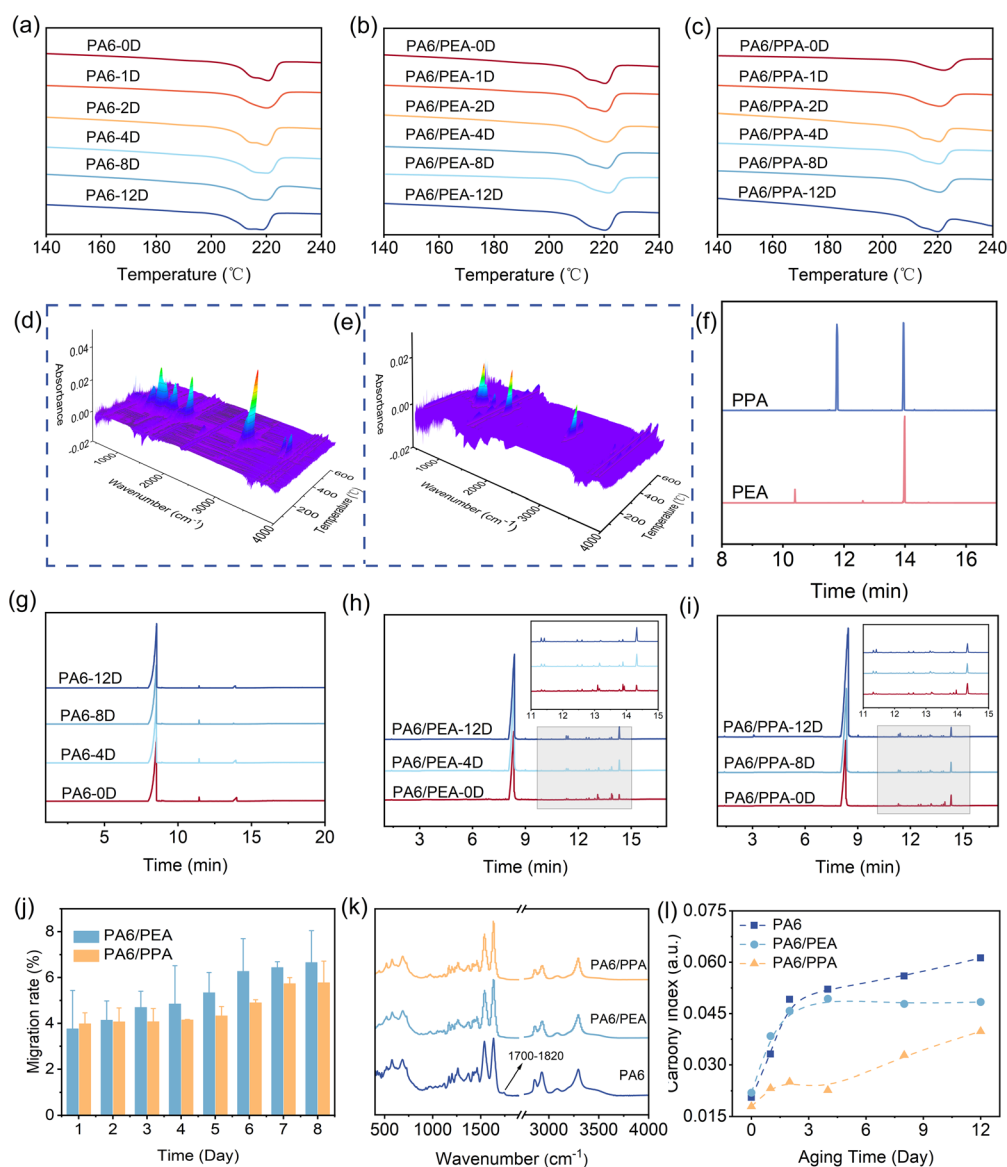 (a)
PA6-0D
PA6-1D
PA6-2D
PA6-4D
PA6-8D
PA6-12D
140 160 180 200 220 240
Temperature (℃)
(b)
PA6/PEA-0D
PA6/PEA-1D
PA6/PEA-2D
PA6/PEA-4D
PA6/PEA-8D
PA6/PEA-12D
140 160 180 200 220 240
Temperature (℃)
(c)
PA6/PPA-0D
PA6/PPA-1D
PA6/PPA-2D
PA6/PPA-4D
PA6/PPA-8D
PA6/PPA-12D
140 160 180 200 220 240
Temperature (℃)
(d)
Absorbance
0.04
0.02
0.00
-0.02
1000 2000 3000 4000
Wavenumber (cm⁻¹)
200 400 600
Temperature (℃)
(e)
Absorbance
0.04
0.02
0.00
-0.02
1000 2000 3000 4000
Wavenumber (cm⁻¹)
200 400 600
Temperature (℃)
(f)
PPA
PEA
8 10 12 14 16
Time (min)
(g)
PA6-12D
PA6-8D
PA6-4D
PA6-0D
5 10 15 20
Time (min)
(h)
11 12 13 14 15
PA6/PEA-12D
PA6/PEA-4D
PA6/PEA-0D
3 6 9 12 15
Time (min)
(i)
11 12 13 14 15
PA6/PPA-12D
PA6/PPA-8D
PA6/PPA-0D
3 6 9 12 15
Time (min)
(j)
Migration rate (%)
8
6
4
2
0
PA6/PEA
PA6/PPA
1 2 3 4 5 6 7 8
Time (Day)
(k)
PA6/PPA
PA6/PEA
1700-1820
PA6
500 1000 1500 2500 3000 3500 4000
Wavenumber (cm⁻¹)
(l)
Carbony index (a.u.)
0.075
0.060
0.045
0.030
0.015
PA6
PA6/PEA
PA6/PPA
0 2 4 6 8 10 12
Aging Time (Day)